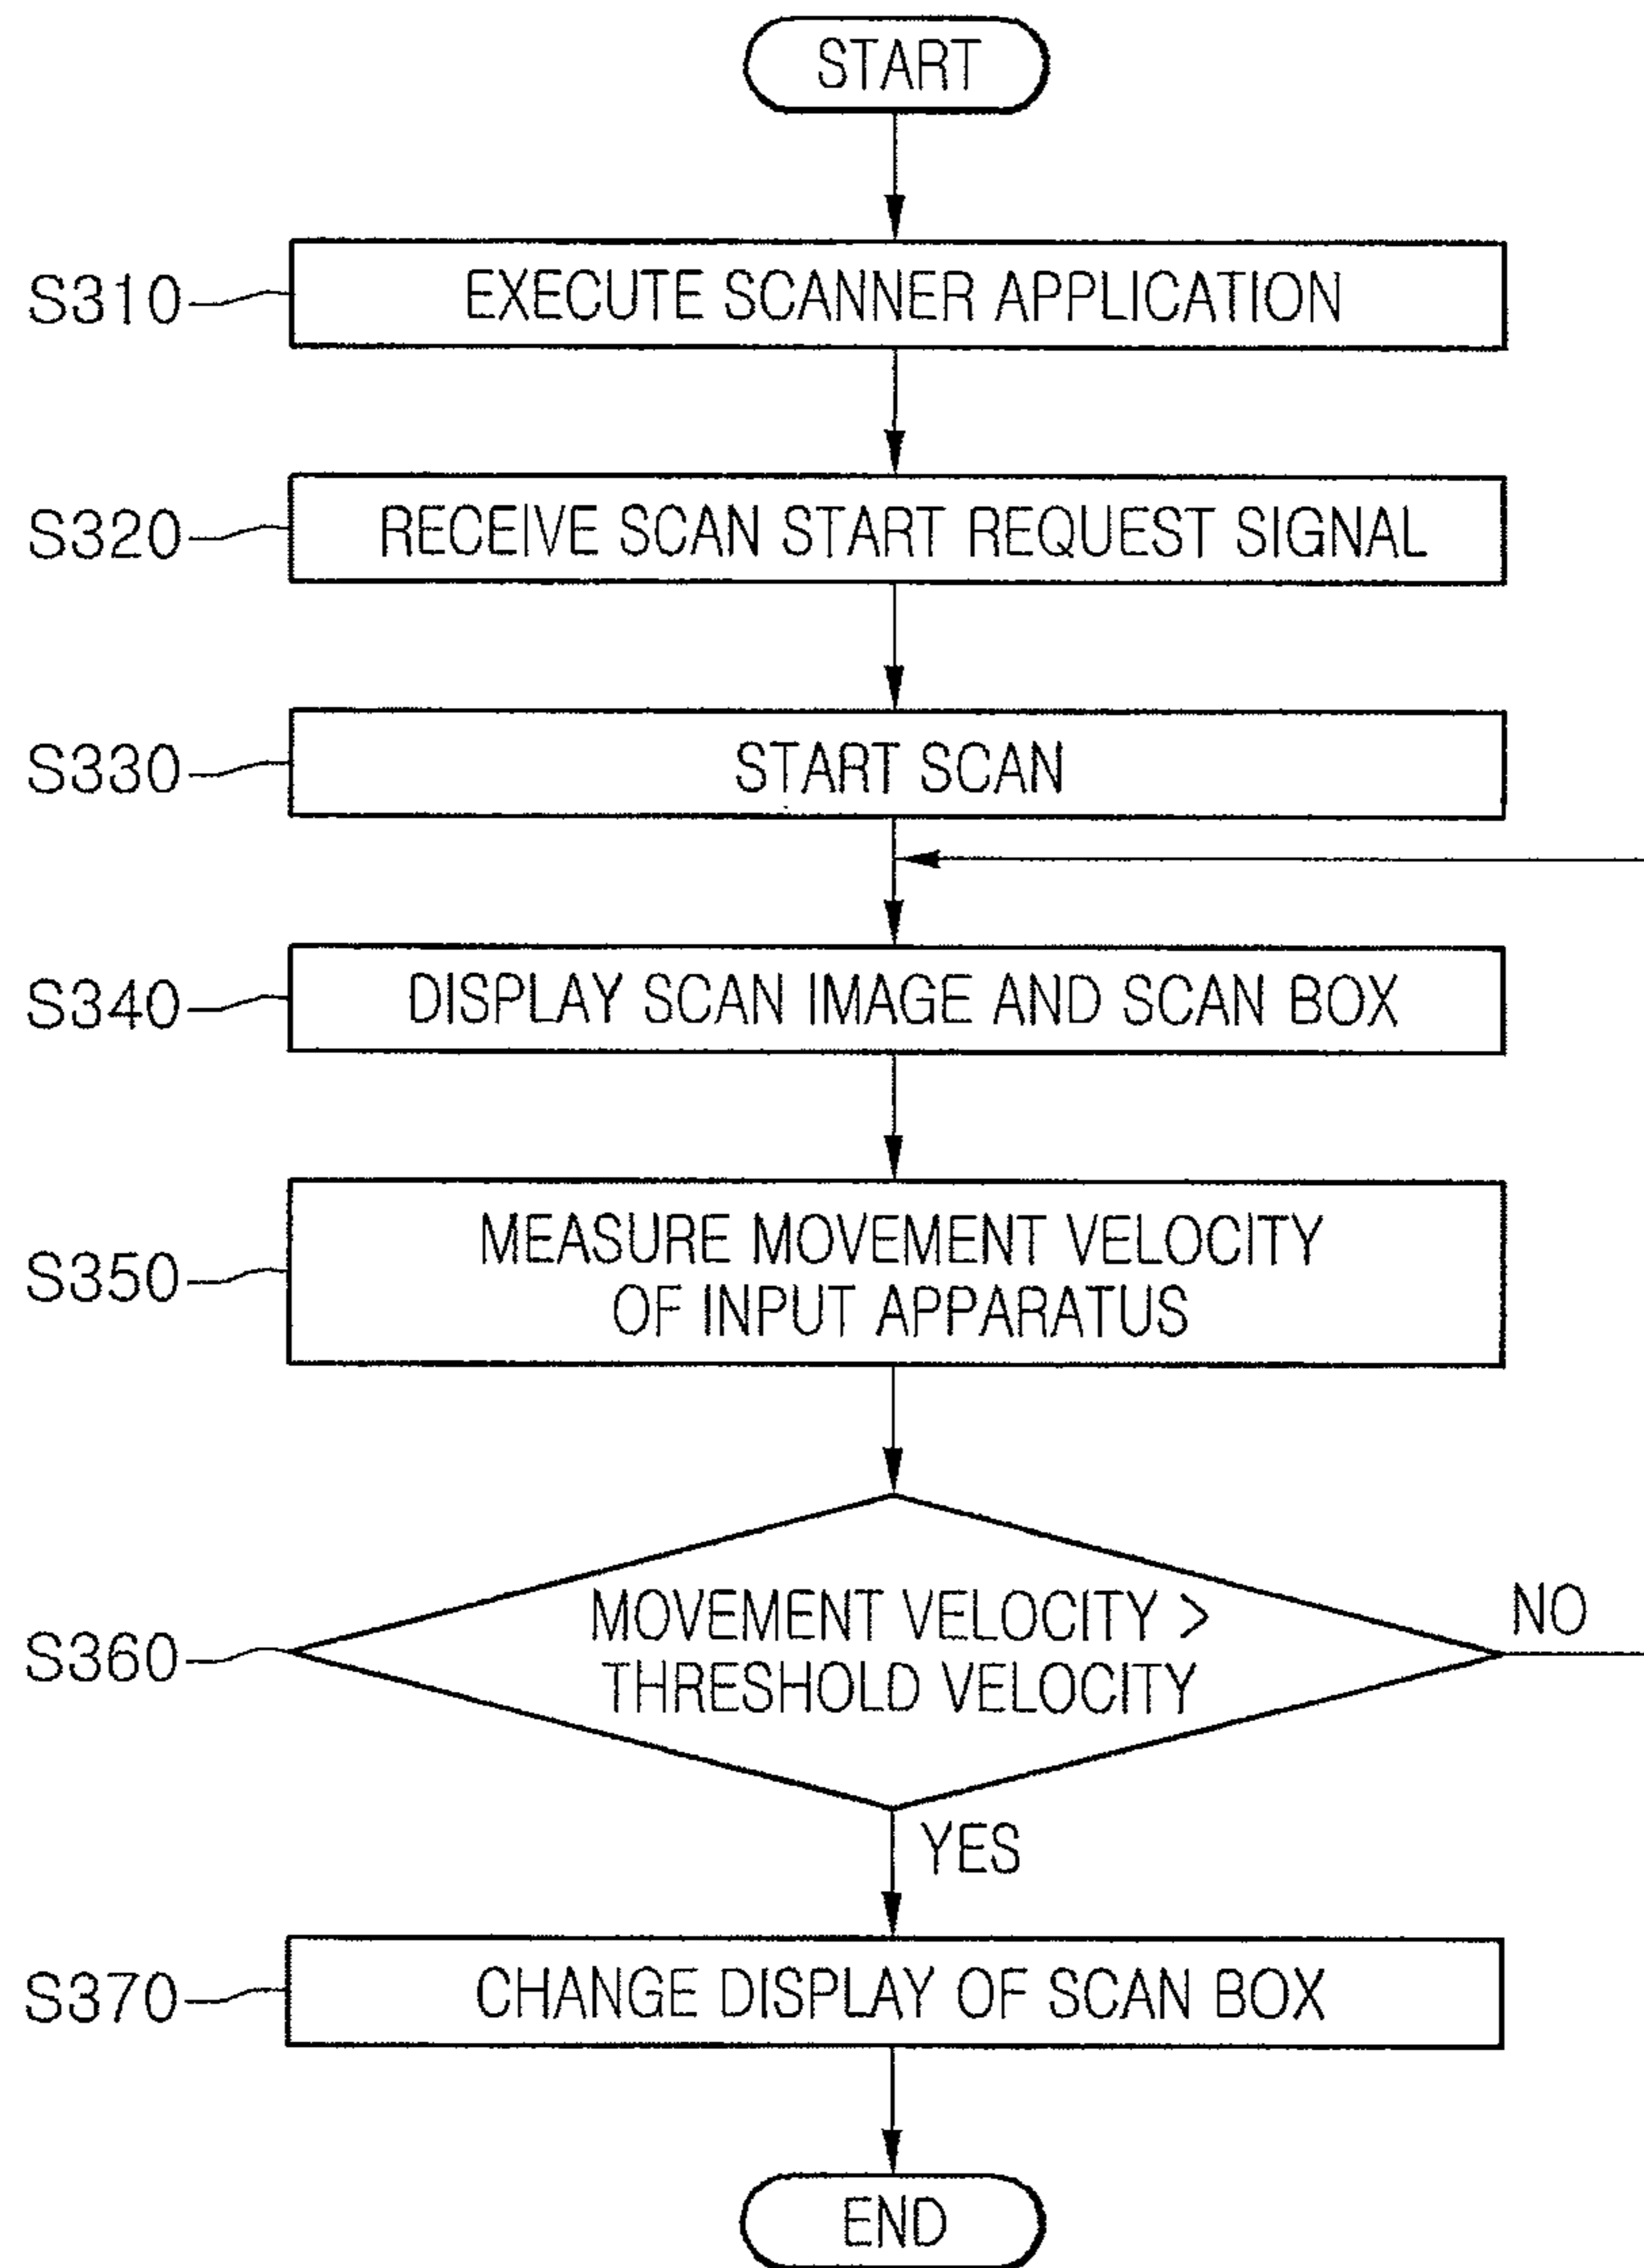 START
S310
EXECUTE SCANNER APPLICATION
S320
RECEIVE SCAN START REQUEST SIGNAL
S330
START SCAN
S340
DISPLAY SCAN IMAGE AND SCAN BOX
S350
MEASURE MOVEMENT VELOCITY
OF INPUT APPARATUS
S360
MOVEMENT VELOCITY >
THRESHOLD VELOCITY
NO
YES
S370
CHANGE DISPLAY OF SCAN BOX
END